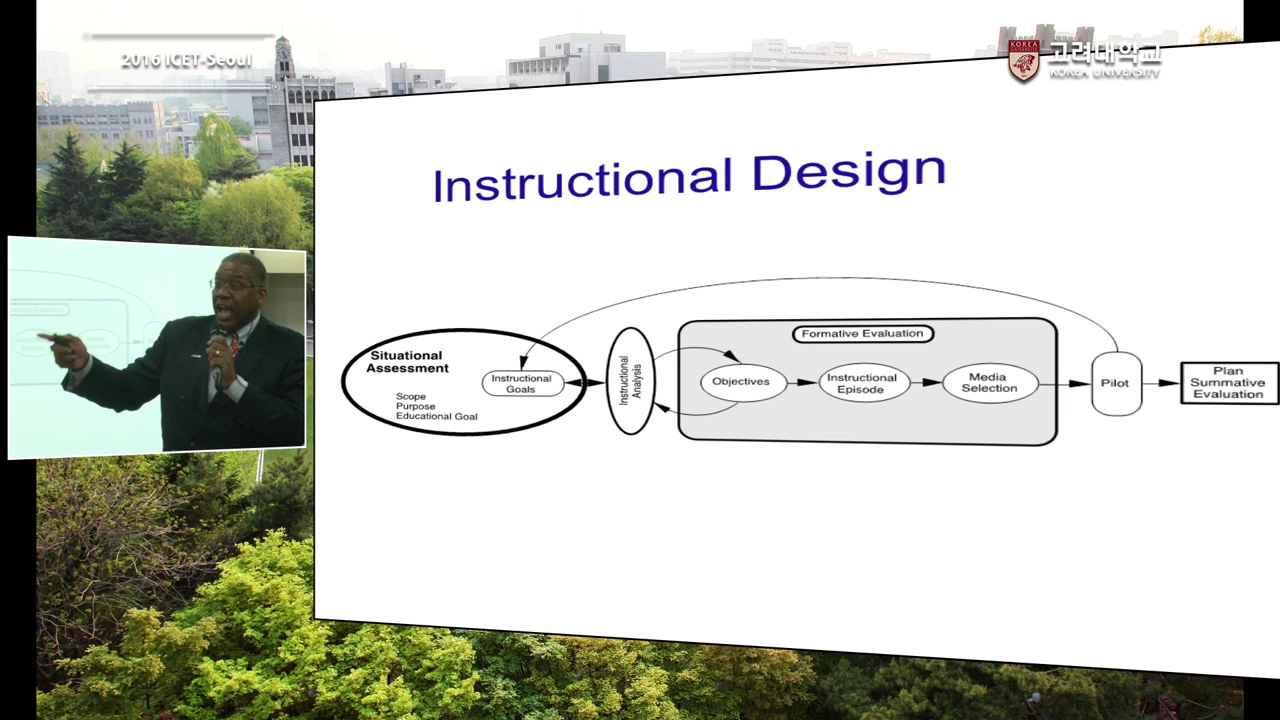 2016 ICET-Seoul
KOREA
고려대학교
KOREA UNIVERSITY
Instructional Design
Situational
Assessment
Scope
Purpose
Educational Goal
Instructional
Goals
Instructional
Analysis
Formative Evaluation
Objectives
Instructional
Episode
Media
Selection
Pilot
Plan
Summative
Evaluation